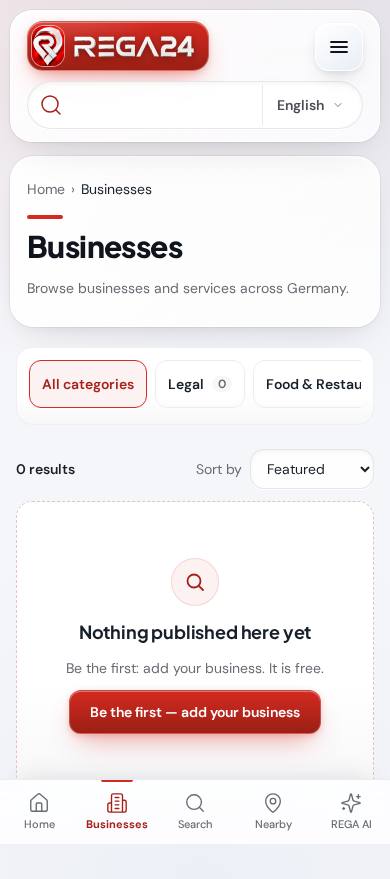 REGA24
English
Home › Businesses
Businesses
Browse businesses and services across Germany.
All categories
Legal 0
Food & Restau
0 results
Sort by
Featured
Nothing published here yet
Be the first: add your business. It is free.
Be the first — add your business
Home
Businesses
Search
Nearby
REGA AI